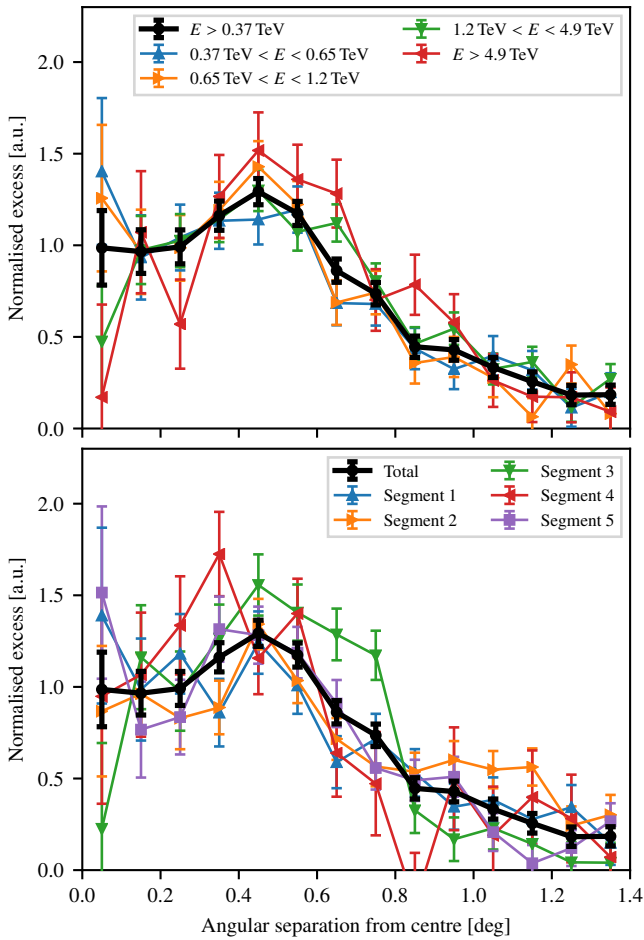 E > 0.37 TeV
0.37 TeV < E < 0.65 TeV
0.65 TeV < E < 1.2 TeV
1.2 TeV < E < 4.9 TeV
E > 4.9 TeV
Normalised excess [a.u.]
2.0
1.5
1.0
0.5
0.0
Total
Segment 1
Segment 2
Segment 3
Segment 4
Segment 5
Normalised excess [a.u.]
2.0
1.5
1.0
0.5
0.0
0.0 0.2 0.4 0.6 0.8 1.0 1.2 1.4
Angular separation from centre [deg]